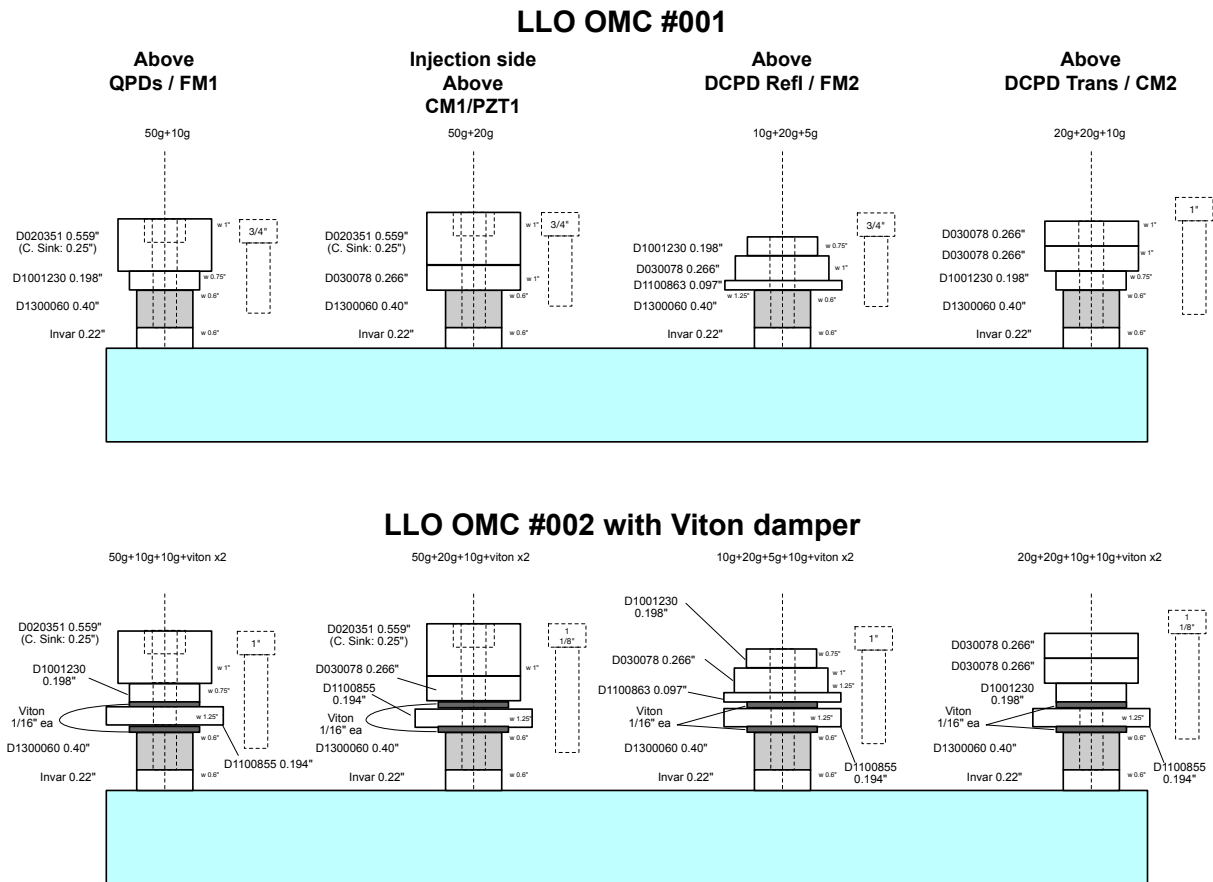 LLO OMC #001
Above
QPDs / FM1
50g+10g
D020351 0.559"
(C. Sink: 0.25")
D1001230 0.198"
D1300060 0.40"
Invar 0.22"
w 1"
w 0.75"
w 0.6"
w 0.6"
3/4"
Injection side
Above
CM1/PZT1
50g+20g
D020351 0.559"
(C. Sink: 0.25")
D030078 0.266"
D1300060 0.40"
Invar 0.22"
w 1"
w 0.6"
w 0.6"
3/4"
Above
DCPD Refl / FM2
10g+20g+5g
D1001230 0.198"
D030078 0.266"
D1100863 0.097"
D1300060 0.40"
Invar 0.22"
w 0.75"
w 1"
w 1.25"
w 0.6"
w 0.6"
3/4"
Above
DCPD Trans / CM2
20g+20g+10g
D030078 0.266"
D030078 0.266"
D1001230 0.198"
D1300060 0.40"
Invar 0.22"
w 1"
w 1"
w 0.75"
w 0.6"
w 0.6"
1"
LLO OMC #002 with Viton damper
50g+10g+10g+viton x2
D020351 0.559"
(C. Sink: 0.25")
D1001230
0.198"
Viton
1/16" ea
D1300060 0.40"
Invar 0.22"
w 1"
w 0.75"
w 1.25"
w 0.6"
w 0.6"
D1100855 0.194"
1"
50g+20g+10g+viton x2
D020351 0.559"
(C. Sink: 0.25")
D030078 0.266"
D1100855
0.194"
Viton
1/16" ea
D1300060 0.40"
Invar 0.22"
w 1"
w 1.25"
w 0.6"
w 0.6"
1
1/8"
10g+20g+5g+10g+viton x2
D1001230
0.198"
D030078 0.266"
D1100863 0.097"
Viton
1/16" ea
D1300060 0.40"
Invar 0.22"
w 0.75"
w 1"
w 1.25"
w 1.25"
w 0.6"
w 0.6"
D1100855
0.194"
1"
20g+20g+10g+10g+viton x2
D030078 0.266"
D030078 0.266"
D1001230
0.198"
Viton
1/16" ea
D1300060 0.40"
Invar 0.22"
w 1.25"
w 0.6"
w 0.6"
D1100855
0.194"
1
1/8"